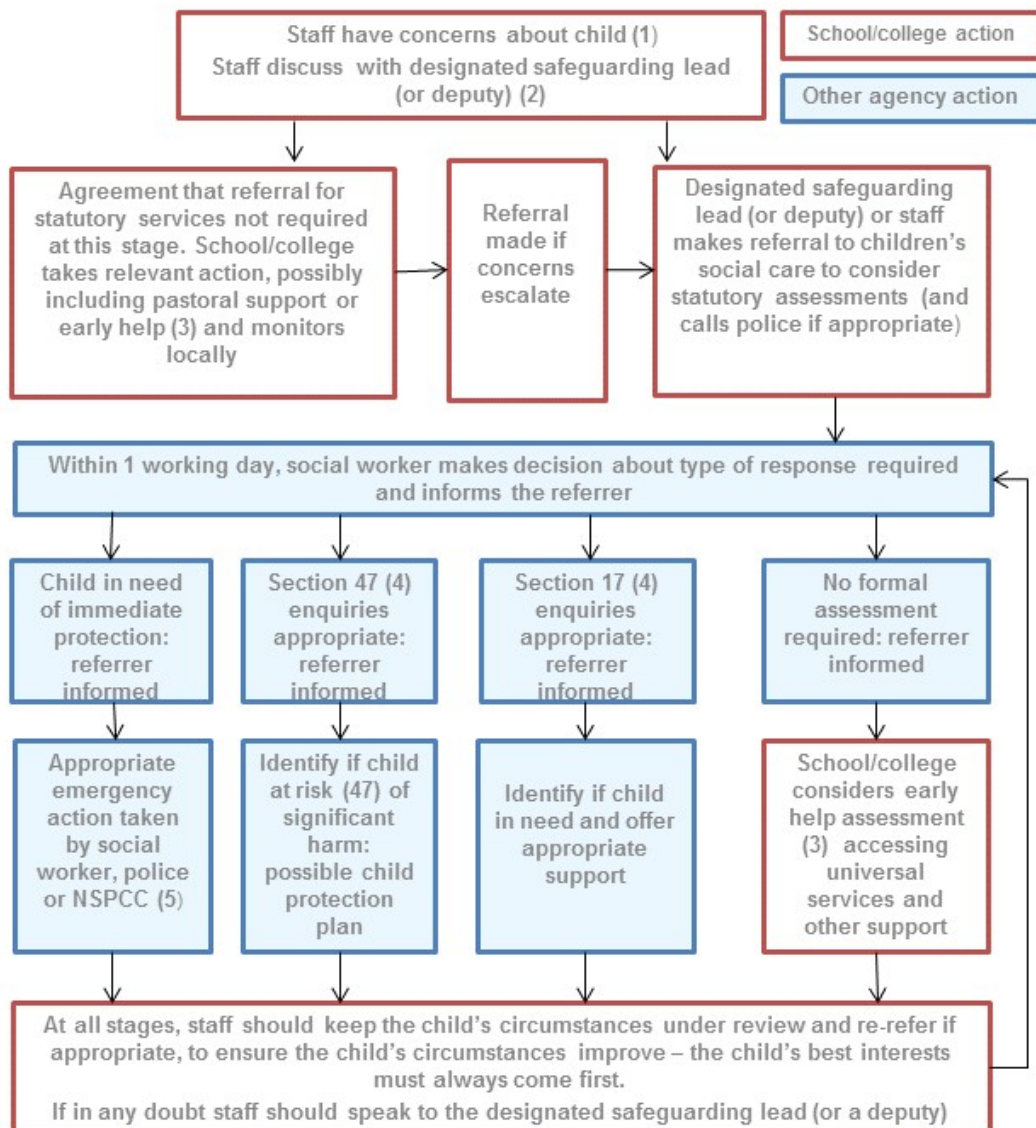 Staff have concerns about child (1)
Staff discuss with designated safeguarding lead
(or deputy) (2)
School/college action
Other agency action
Agreement that referral for
statutory services not required
at this stage. School/college
takes relevant action, possibly
including pastoral support or
early help (3) and monitors
locally
Referral
made if
concerns
escalate
Designated safeguarding
lead (or deputy) or staff
makes referral to children's
social care to consider
statutory assessments (and
calls police if appropriate)
Within 1 working day, social worker makes decision about type of response required
and informs the referrer
Child in need
of immediate
protection:
referrer
informed
Section 47 (4)
enquiries
appropriate:
referrer
informed
Section 17 (4)
enquiries
appropriate:
referrer
informed
No formal
assessment
required: referrer
informed
Appropriate
emergency
action taken
by social
worker, police
or NSPCC (5)
Identify if child
at risk (47) of
significant
harm:
possible child
protection
plan
Identify if child
in need and offer
appropriate
support
School/college
considers early
help assessment
(3) accessing
universal
services and
other support
At all stages, staff should keep the child's circumstances under review and re-refer if
appropriate, to ensure the child's circumstances improve – the child's best interests
must always come first.
If in any doubt staff should speak to the designated safeguarding lead (or a deputy)